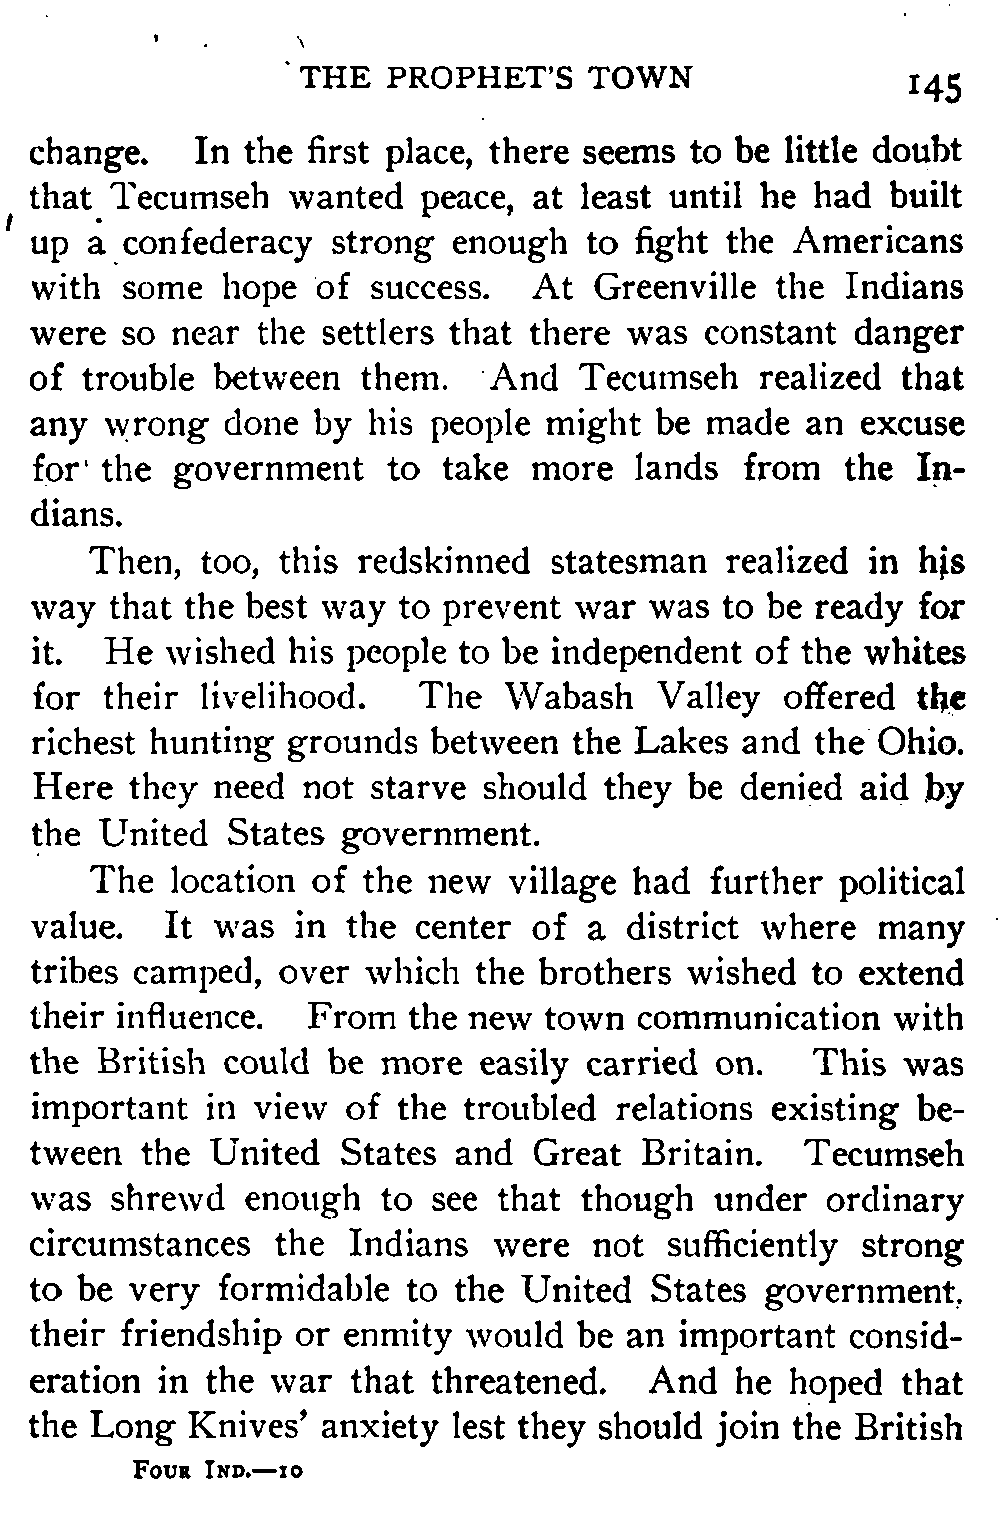 THE PROPHET'S TOWN 145
change. In the first place, there seems to be little doubt
that Tecumseh wanted peace, at least until he had built
up a confederacy strong enough to fight the Americans
with some hope of success. At Greenville the Indians
were so near the settlers that there was constant danger
of trouble between them. And Tecumseh realized that
any wrong done by his people might be made an excuse
for the government to take more lands from the In-
dians.
Then, too, this redskinned statesman realized in his
way that the best way to prevent war was to be ready for
it. He wished his people to be independent of the whites
for their livelihood. The Wabash Valley offered the
richest hunting grounds between the Lakes and the Ohio.
Here they need not starve should they be denied aid by
the United States government.
The location of the new village had further political
value. It was in the center of a district where many
tribes camped, over which the brothers wished to extend
their influence. From the new town communication with
the British could be more easily carried on. This was
important in view of the troubled relations existing be-
tween the United States and Great Britain. Tecumseh
was shrewd enough to see that though under ordinary
circumstances the Indians were not sufficiently strong
to be very formidable to the United States government,
their friendship or enmity would be an important consid-
eration in the war that threatened. And he hoped that
the Long Knives' anxiety lest they should join the British
FOUR IND.—10